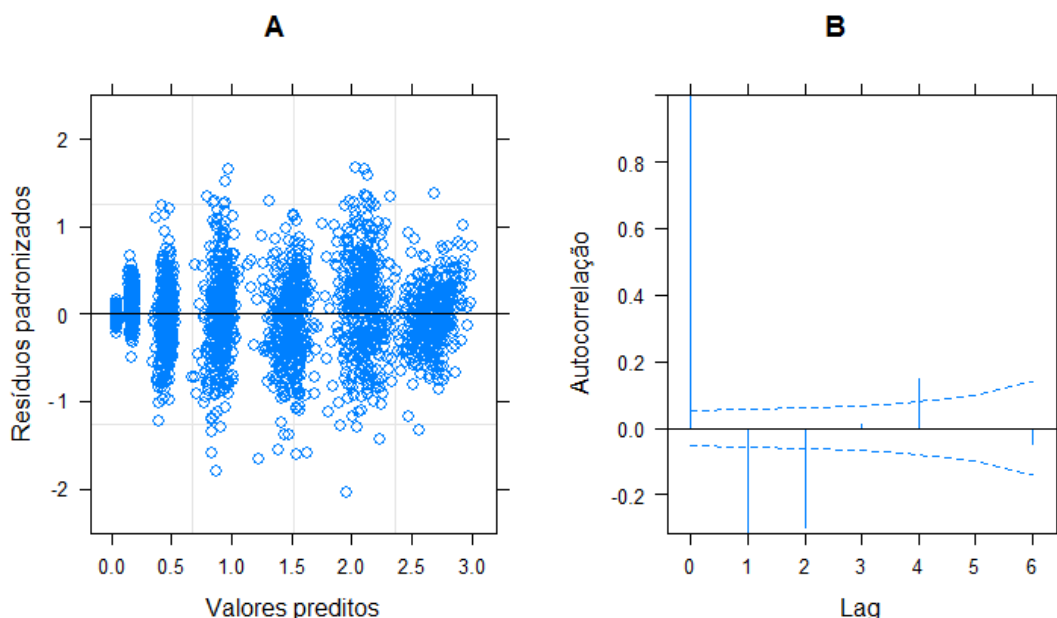 A
B
Resíduos padronizados
2
1
0
-1
-2
0.0 0.5 1.0 1.5 2.0 2.5 3.0
Valores preditos
Autocorrelação
0.8
0.6
0.4
0.2
0.0
-0.2
0 1 2 3 4 5 6
Lag